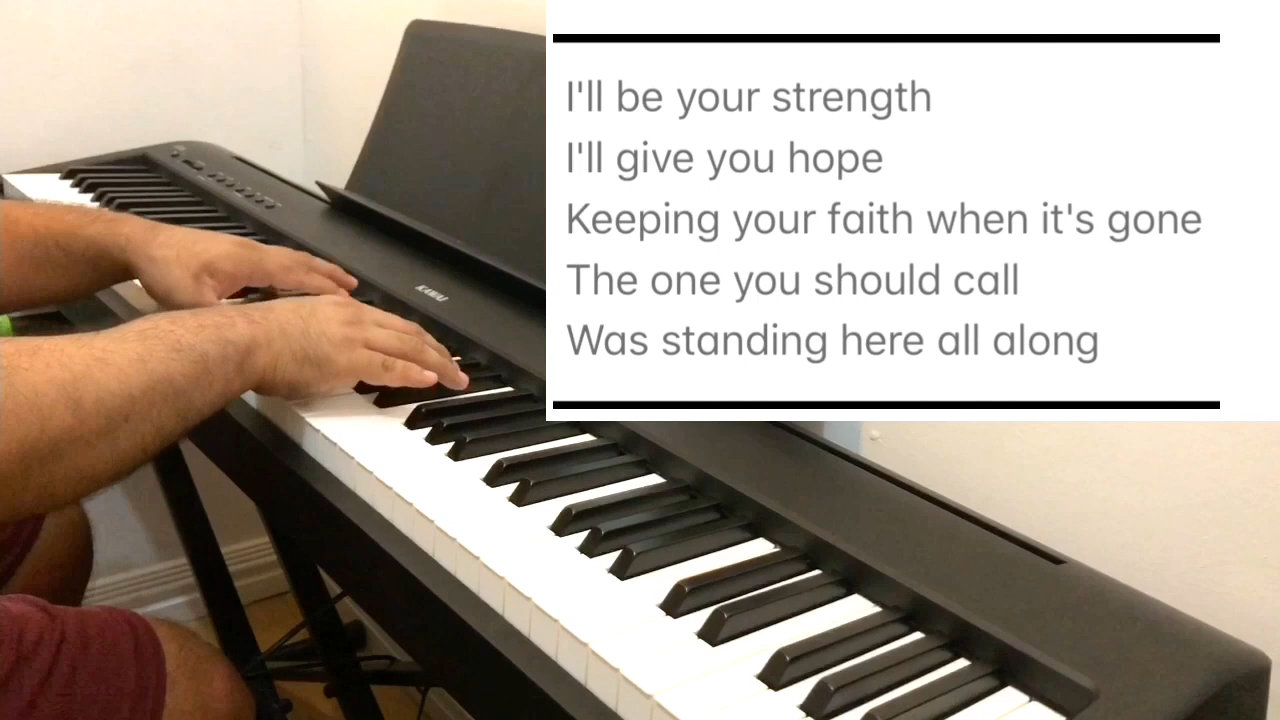 I'll be your strength
I'll give you hope
Keeping your faith when it's gone
The one you should call
Was standing here all along
KAWAI